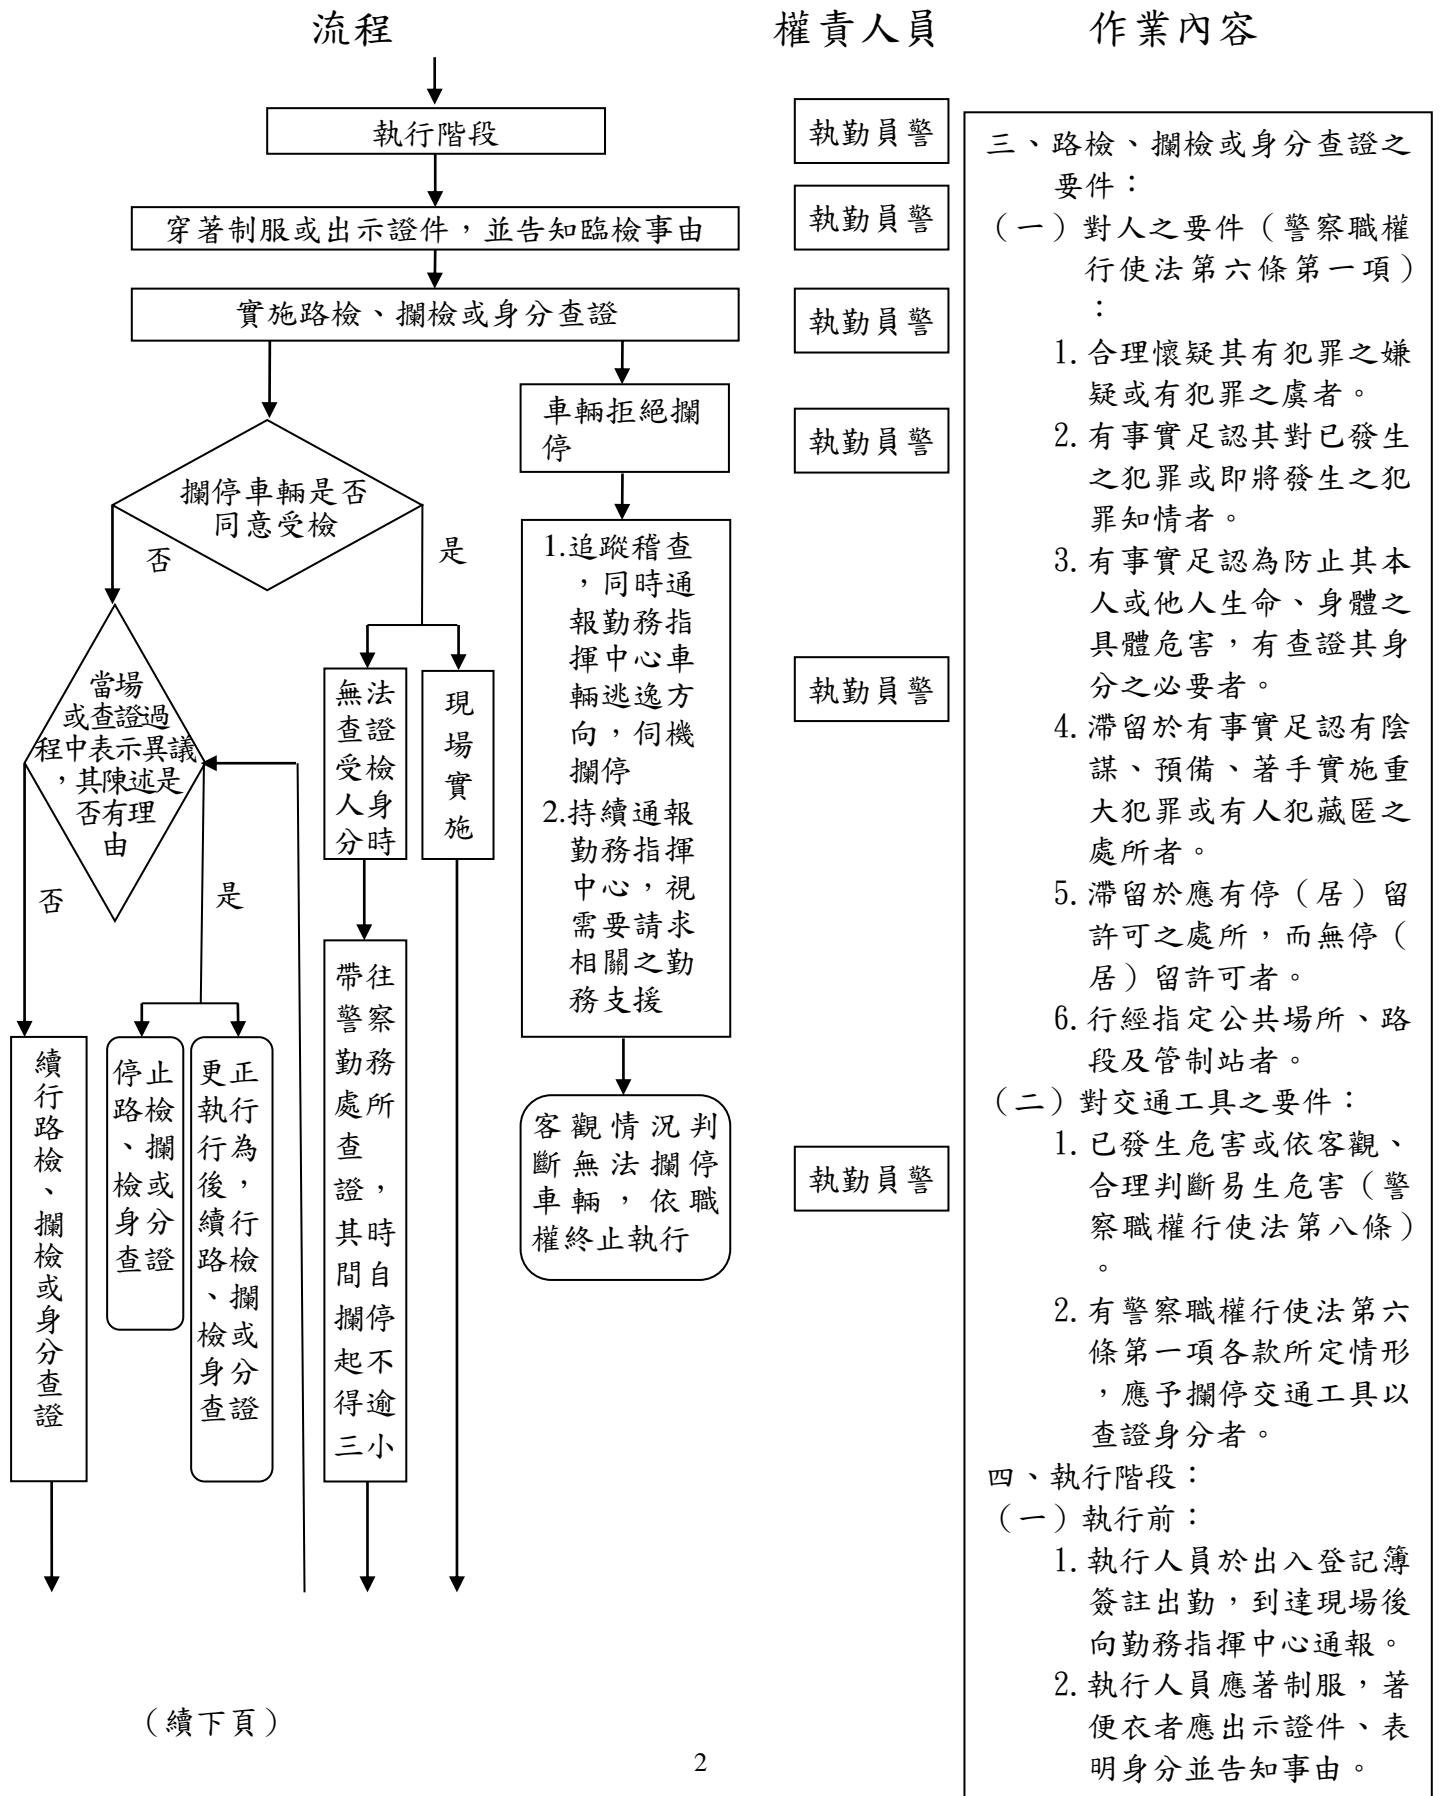 流程
權責人員
作業內容
執行階段
穿著制服或出示證件，並告知臨檢事由
實施路檢、攔檢或身分查證
車輛拒絕攔
停
攔停車輛是否
同意受檢
否
是
1.追蹤稽查
，同時通
報勤務指
揮中心車
輛逃逸方
向，伺機
攔停
2.持續通報
勤務指揮
中心，視
需要請求
相關之勤
務支援
當場
或查證過
程中表示異議
，其陳述是
否有理
由
否
是
無法
查證
受檢
人身
分時
現
場
實
施
帶往
警察
勤務
處所
查
證，
其時
間自
攔停
起不
得逾
三小
續
行
路
檢
、
攔
檢
或
身
分
查
證
停止
路檢
、攔
檢或
身分
查證
更正
執行
行為
後，
續行
路檢
、攔
檢或
身分
查證
客觀情況判
斷無法攔停
車輛，依職
權終止執行
執勤員警
執勤員警
執勤員警
執勤員警
執勤員警
執勤員警
三、路檢、攔檢或身分查證之
要件：
（一）對人之要件（警察職權
行使法第六條第一項）
：
1.合理懷疑其有犯罪之嫌
疑或有犯罪之虞者。
2.有事實足認其對已發生
之犯罪或即將發生之犯
罪知情者。
3.有事實足認為防止其本
人或他人生命、身體之
具體危害，有查證其身
分之必要者。
4.滯留於有事實足認有陰
謀、預備、著手實施重
大犯罪或有人犯藏匿之
處所者。
5.滯留於應有停（居）留
許可之處所，而無停（
居）留許可者。
6.行經指定公共場所、路
段及管制站者。
（二）對交通工具之要件：
1.已發生危害或依客觀、
合理判斷易生危害（警
察職權行使法第八條）
。
2.有警察職權行使法第六
條第一項各款所定情形
，應予攔停交通工具以
查證身分者。
四、執行階段：
（一）執行前：
1.執行人員於出入登記簿
簽註出勤，到達現場後
向勤務指揮中心通報。
2.執行人員應著制服，著
便衣者應出示證件、表
明身分並告知事由。
（續下頁）
2